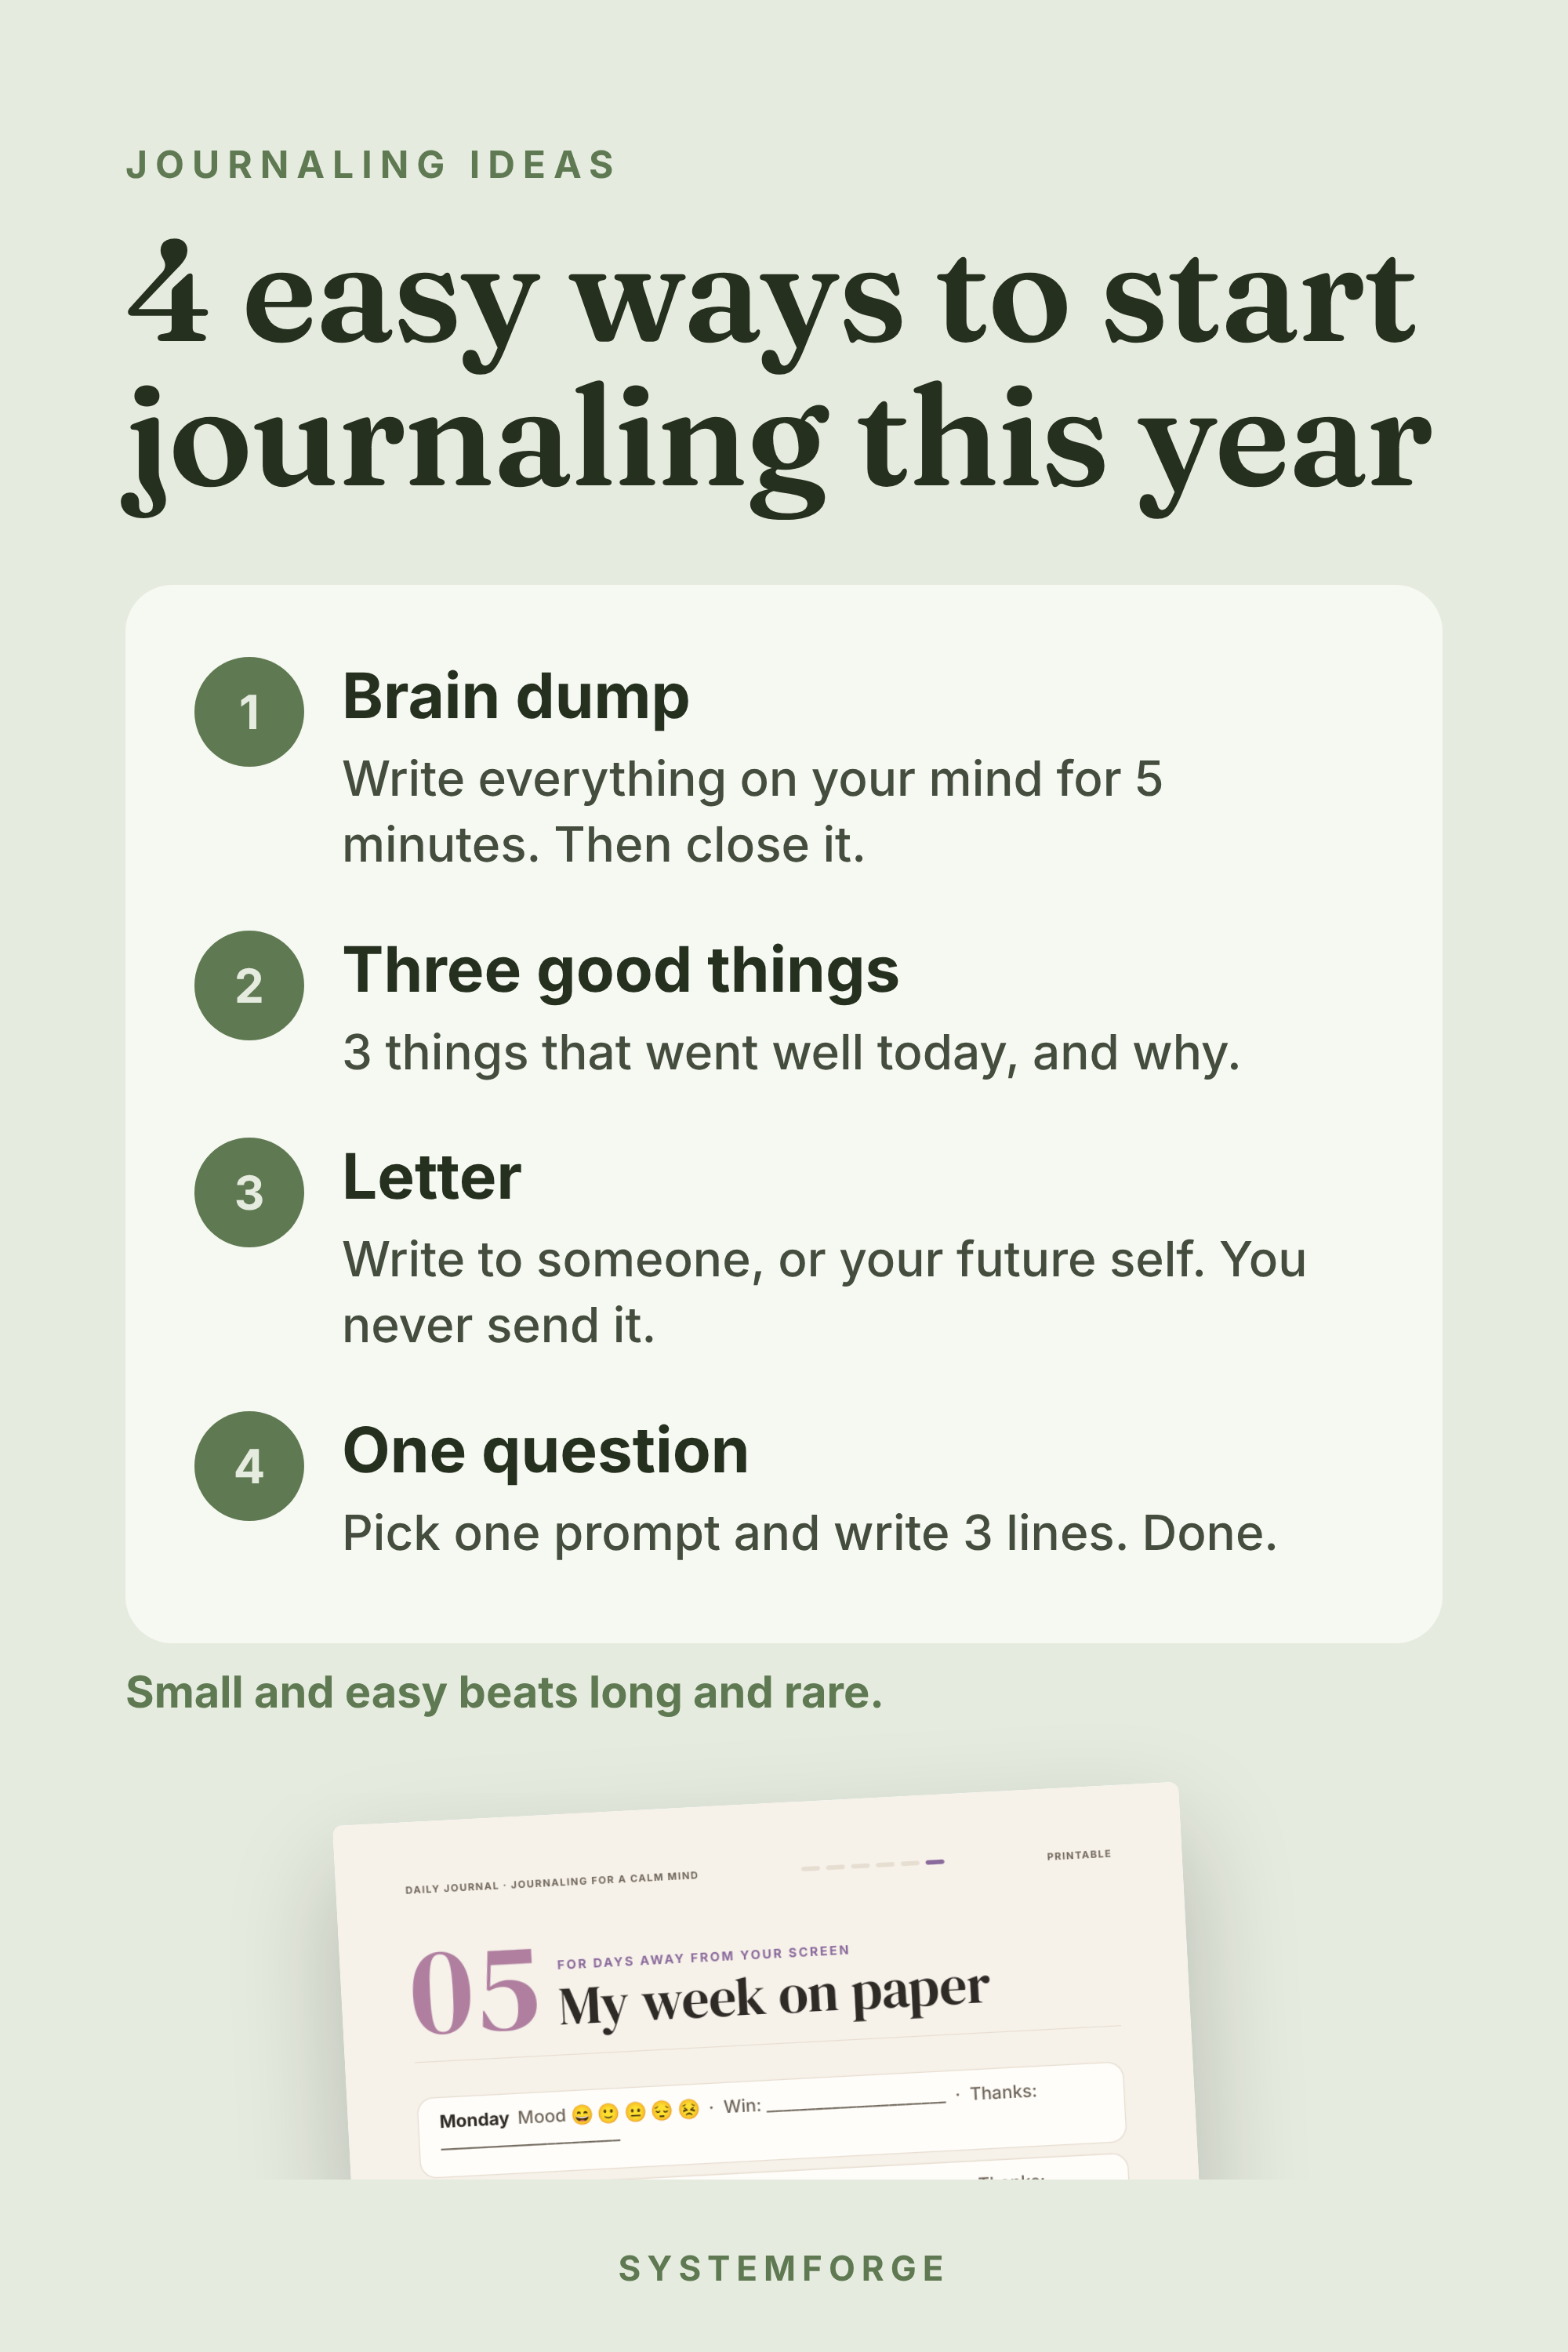 JOURNALING IDEAS
4 easy ways to start
journaling this year
1
Brain dump
Write everything on your mind for 5
minutes. Then close it.
2
Three good things
3 things that went well today, and why.
3
Letter
Write to someone, or your future self. You
never send it.
4
One question
Pick one prompt and write 3 lines. Done.
Small and easy beats long and rare.
DAILY JOURNAL · JOURNALING FOR A CALM MIND
PRINTABLE
05
FOR DAYS AWAY FROM YOUR SCREEN
My week on paper
Monday Mood 😄 🙂 😐 😔 😣 · Win: ____________________ · Thanks:
____________________
Thanks:
SYSTEMFORGE